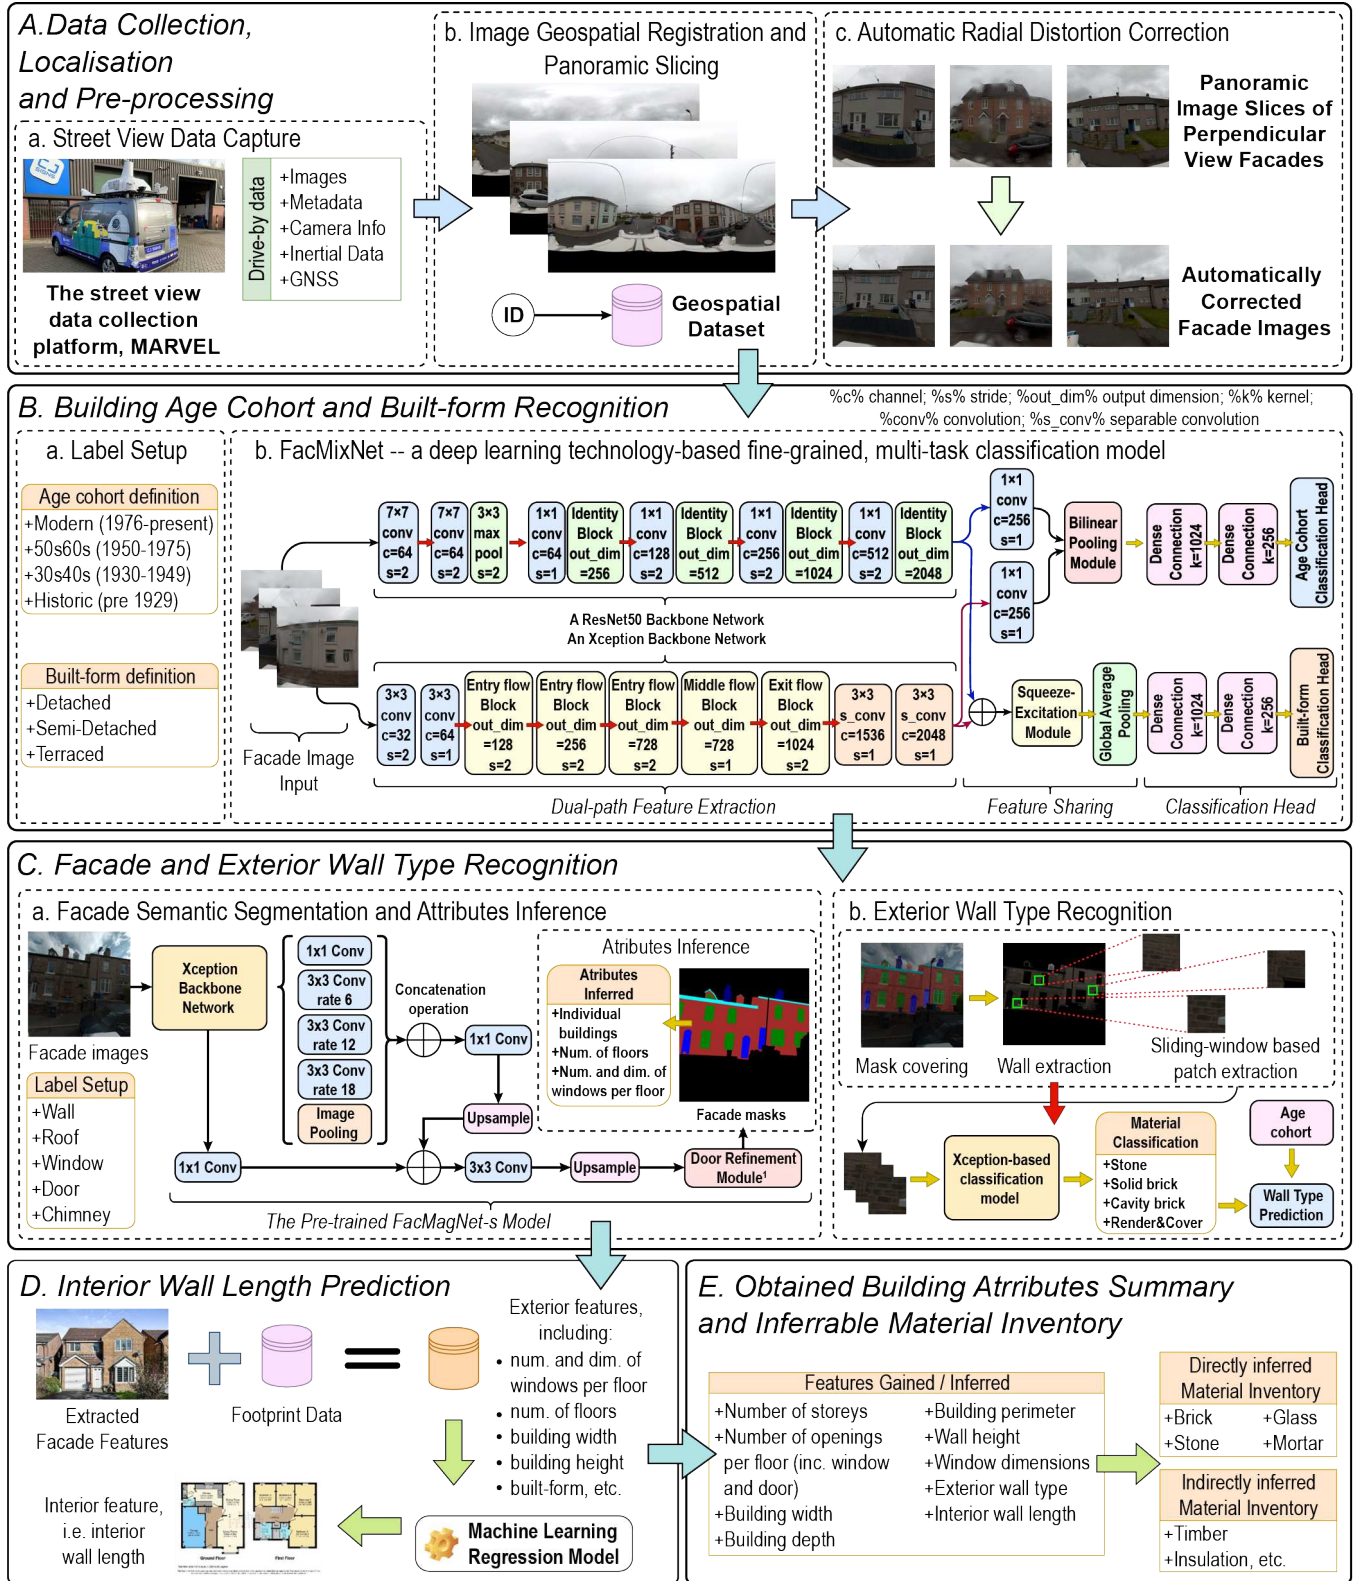 A.Data Collection,
Localisation
and Pre-processing
a. Street View Data Capture
SIGNS
The street view
data collection
platform, MARVEL
Drive-by data
+Images
+Metadata
+Camera Info
+Inertial Data
+GNSS
b. Image Geospatial Registration and
Panoramic Slicing
ID
Geospatial
Dataset
c. Automatic Radial Distortion Correction
Panoramic
Image Slices of
Perpendicular
View Facades
Automatically
Corrected
Facade Images
B. Building Age Cohort and Built-form Recognition
%c% channel; %s% stride; %out_dim% output dimension; %k% kernel;
%conv% convolution; %s_conv% separable convolution
a. Label Setup
Age cohort definition
+Modern (1976-present)
+50s60s (1950-1975)
+30s40s (1930-1949)
+Historic (pre 1929)
Built-form definition
+Detached
+Semi-Detached
+Terraced
b. FacMixNet -- a deep learning technology-based fine-grained, multi-task classification model
Facade Image
Input
7×7
conv
c=64
s=2
7×7
conv
c=64
s=2
3×3
max
pool
s=2
1×1
conv
c=64
s=1
Identity
Block
out_dim
=256
1×1
conv
c=128
s=2
Identity
Block
out_dim
=512
1×1
conv
c=256
s=2
Identity
Block
out_dim
=1024
1×1
conv
c=512
s=2
Identity
Block
out_dim
=2048
A ResNet50 Backbone Network
An Xception Backbone Network
3×3
conv
c=32
s=2
3×3
conv
c=64
s=1
Entry flow
Block
out_dim
=128
s=2
Entry flow
Block
out_dim
=256
s=2
Entry flow
Block
out_dim
=728
s=2
Middle flow
Block
out_dim
=728
s=1
Exit flow
Block
out_dim
=1024
s=2
3×3
s_conv
c=1536
s=1
3×3
s_conv
c=2048
s=1
Dual-path Feature Extraction
1×1
conv
c=256
s=1
1×1
conv
c=256
s=1
Bilinear
Pooling
Module
Squeeze-
Excitation
Module
Global Average
Pooling
Feature Sharing
Dense
Connection
k=1024
Dense
Connection
k=256
Age Cohort
Classification Head
Dense
Connection
k=1024
Dense
Connection
k=256
Built-form
Classification Head
Classification Head
C. Facade and Exterior Wall Type Recognition
a. Facade Semantic Segmentation and Attributes Inference
Facade images
Label Setup
+Wall
+Roof
+Window
+Door
+Chimney
Xception
Backbone
Network
1x1 Conv
3x3 Conv
rate 6
3x3 Conv
rate 12
3x3 Conv
rate 18
Image
Pooling
Concatenation
operation
1x1 Conv
Upsample
1x1 Conv
3x3 Conv
Upsample
Door Refinement
Module¹
The Pre-trained FacMagNet-s Model
Atributes Inference
Atributes
Inferred
+Individual
buildings
+Num. of floors
+Num. and dim. of
windows per floor
Facade masks
b. Exterior Wall Type Recognition
Mask covering
Wall extraction
Sliding-window based
patch extraction
Xception-based
classification
model
Material
Classification
+Stone
+Solid brick
+Cavity brick
+Render&Cover
Age
cohort
Wall Type
Prediction
D. Interior Wall Length Prediction
Extracted
Facade Features
Footprint Data
Exterior features,
including:
• num. and dim. of
windows per floor
• num. of floors
• building width
• building height
• built-form, etc.
Machine Learning
Regression Model
Interior feature,
i.e. interior
wall length
Ground Floor
First Floor
E. Obtained Building Atrributes Summary
and Inferrable Material Inventory
Features Gained / Inferred
+Number of storeys
+Number of openings
per floor (inc. window
and door)
+Building width
+Building depth
+Building perimeter
+Wall height
+Window dimensions
+Exterior wall type
+Interior wall length
Directly inferred
Material Inventory
+Brick
+Glass
+Stone
+Mortar
Indirectly inferred
Material Inventory
+Timber
+Insulation, etc.